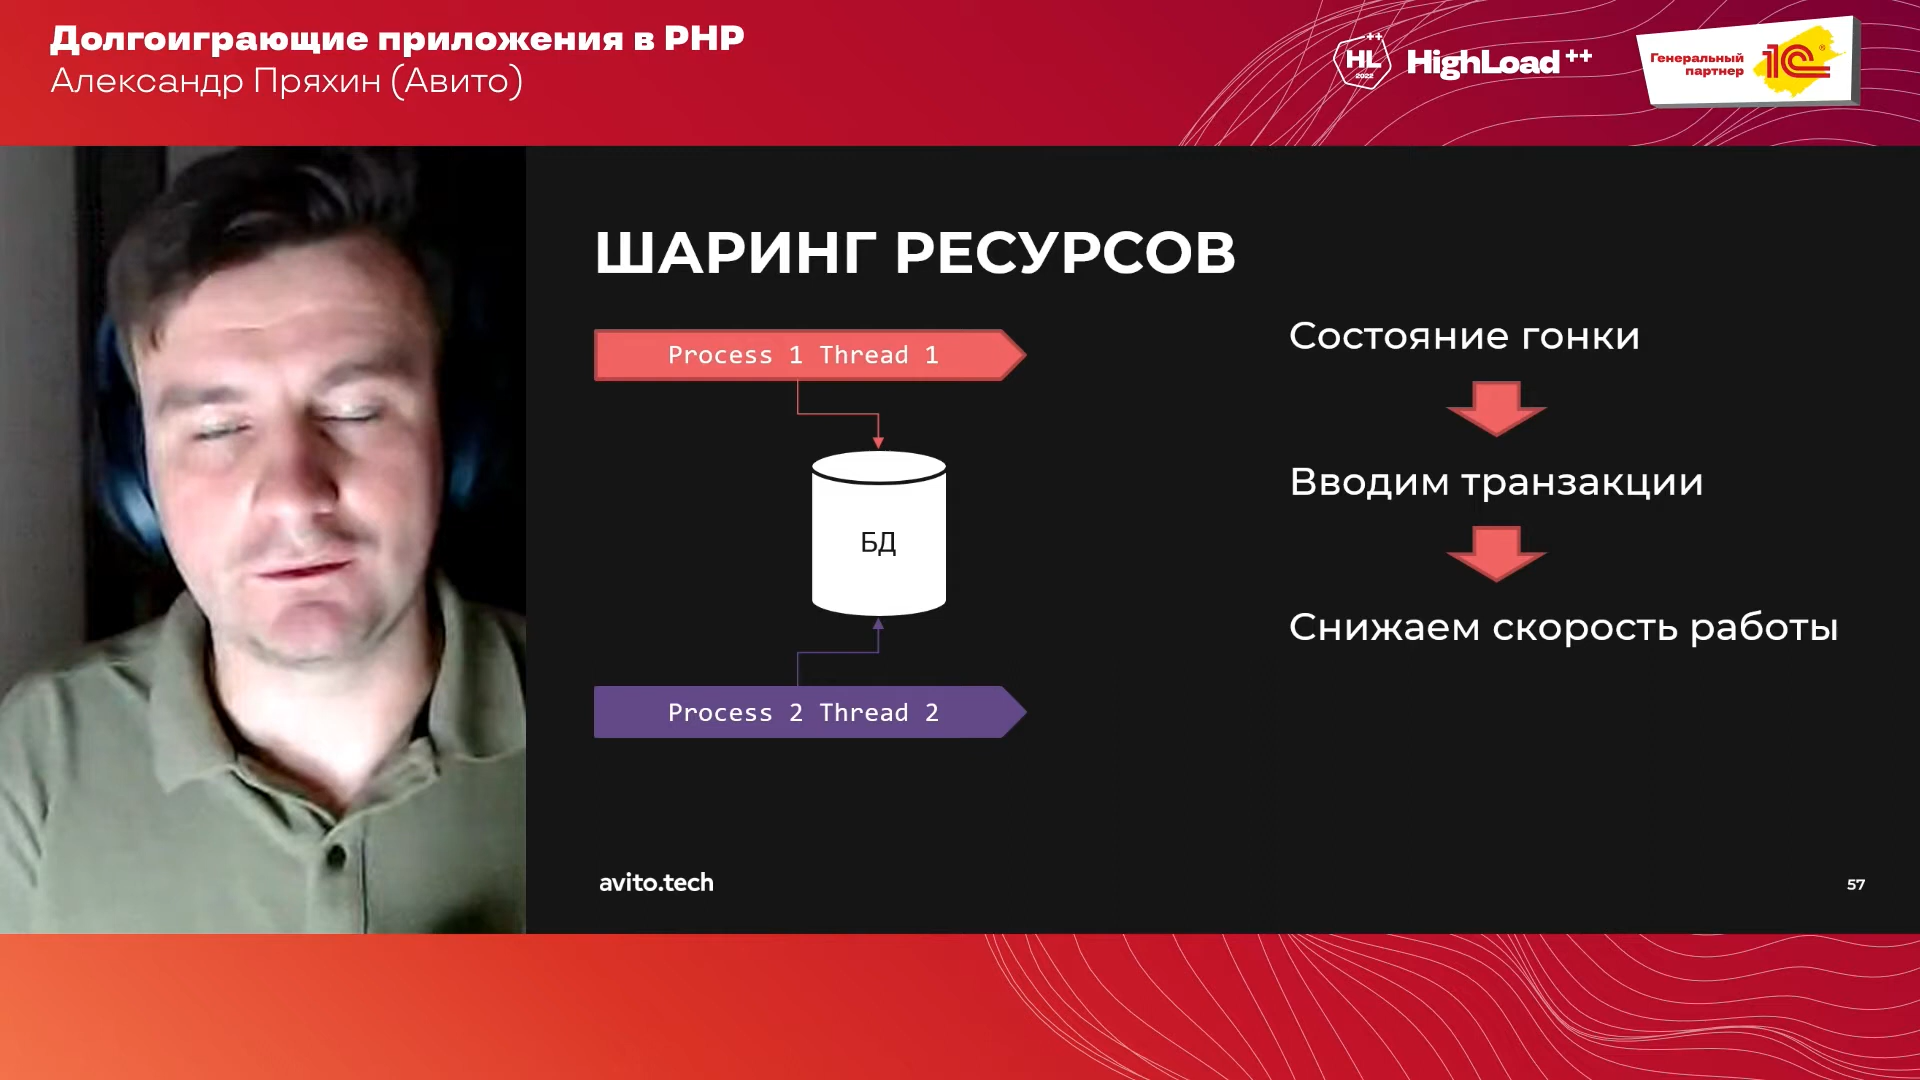 Долгоиграющие приложения в PHP
Александр Пряхин (Авито)
HL++
2022
HighLoad++
Генеральный
партнер
1С®
ШАРИНГ РЕСУРСОВ
Process 1 Thread 1
БД
Process 2 Thread 2
Состояние гонки
Вводим транзакции
Снижаем скорость работы
avito.tech
57